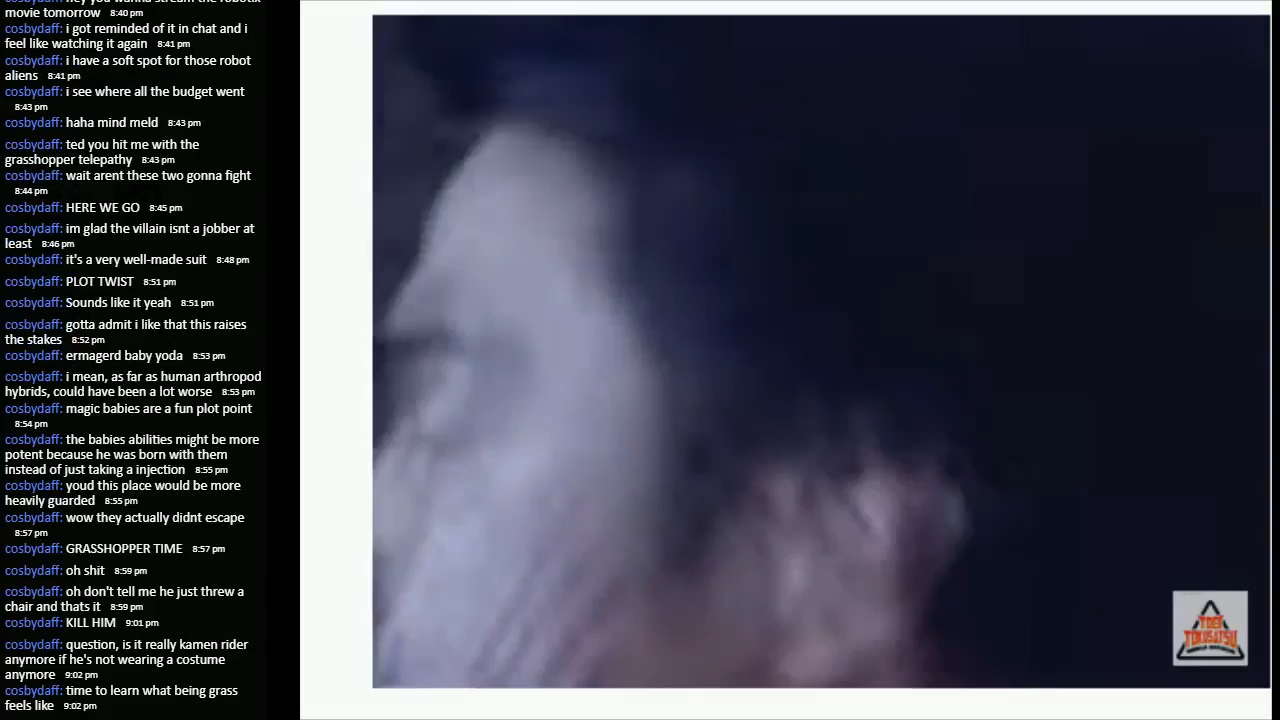 cosbydaff: hey you wanna stream the robotix
movie tomorrow 8:40 pm
cosbydaff: i got reminded of it in chat and i
feel like watching it again 8:41 pm
cosbydaff: i have a soft spot for those robot
aliens 8:41 pm
cosbydaff: i see where all the budget went
8:43 pm
cosbydaff: haha mind meld 8:43 pm
cosbydaff: ted you hit me with the
grasshopper telepathy 8:43 pm
cosbydaff: wait arent these two gonna fight
8:44 pm
cosbydaff: HERE WE GO 8:45 pm
cosbydaff: im glad the villain isnt a jobber at
least 8:46 pm
cosbydaff: it's a very well-made suit 8:48 pm
cosbydaff: PLOT TWIST 8:51 pm
cosbydaff: Sounds like it yeah 8:51 pm
cosbydaff: gotta admit i like that this raises
the stakes 8:52 pm
cosbydaff: ermagerd baby yoda 8:53 pm
cosbydaff: i mean, as far as human arthropod
hybrids, could have been a lot worse 8:53 pm
cosbydaff: magic babies are a fun plot point
8:54 pm
cosbydaff: the babies abilities might be more
potent because he was born with them
instead of just taking a injection 8:55 pm
cosbydaff: youd this place would be more
heavily guarded 8:55 pm
cosbydaff: wow they actually didnt escape
8:57 pm
cosbydaff: GRASSHOPPER TIME 8:57 pm
cosbydaff: oh shit 8:59 pm
cosbydaff: oh don't tell me he just threw a
chair and thats it 8:59 pm
cosbydaff: KILL HIM 9:01 pm
cosbydaff: question, is it really kamen rider
anymore if he's not wearing a costume
anymore 9:02 pm
cosbydaff: time to learn what being grass
feels like 9:02 pm
TOEI
TOKUSATSU